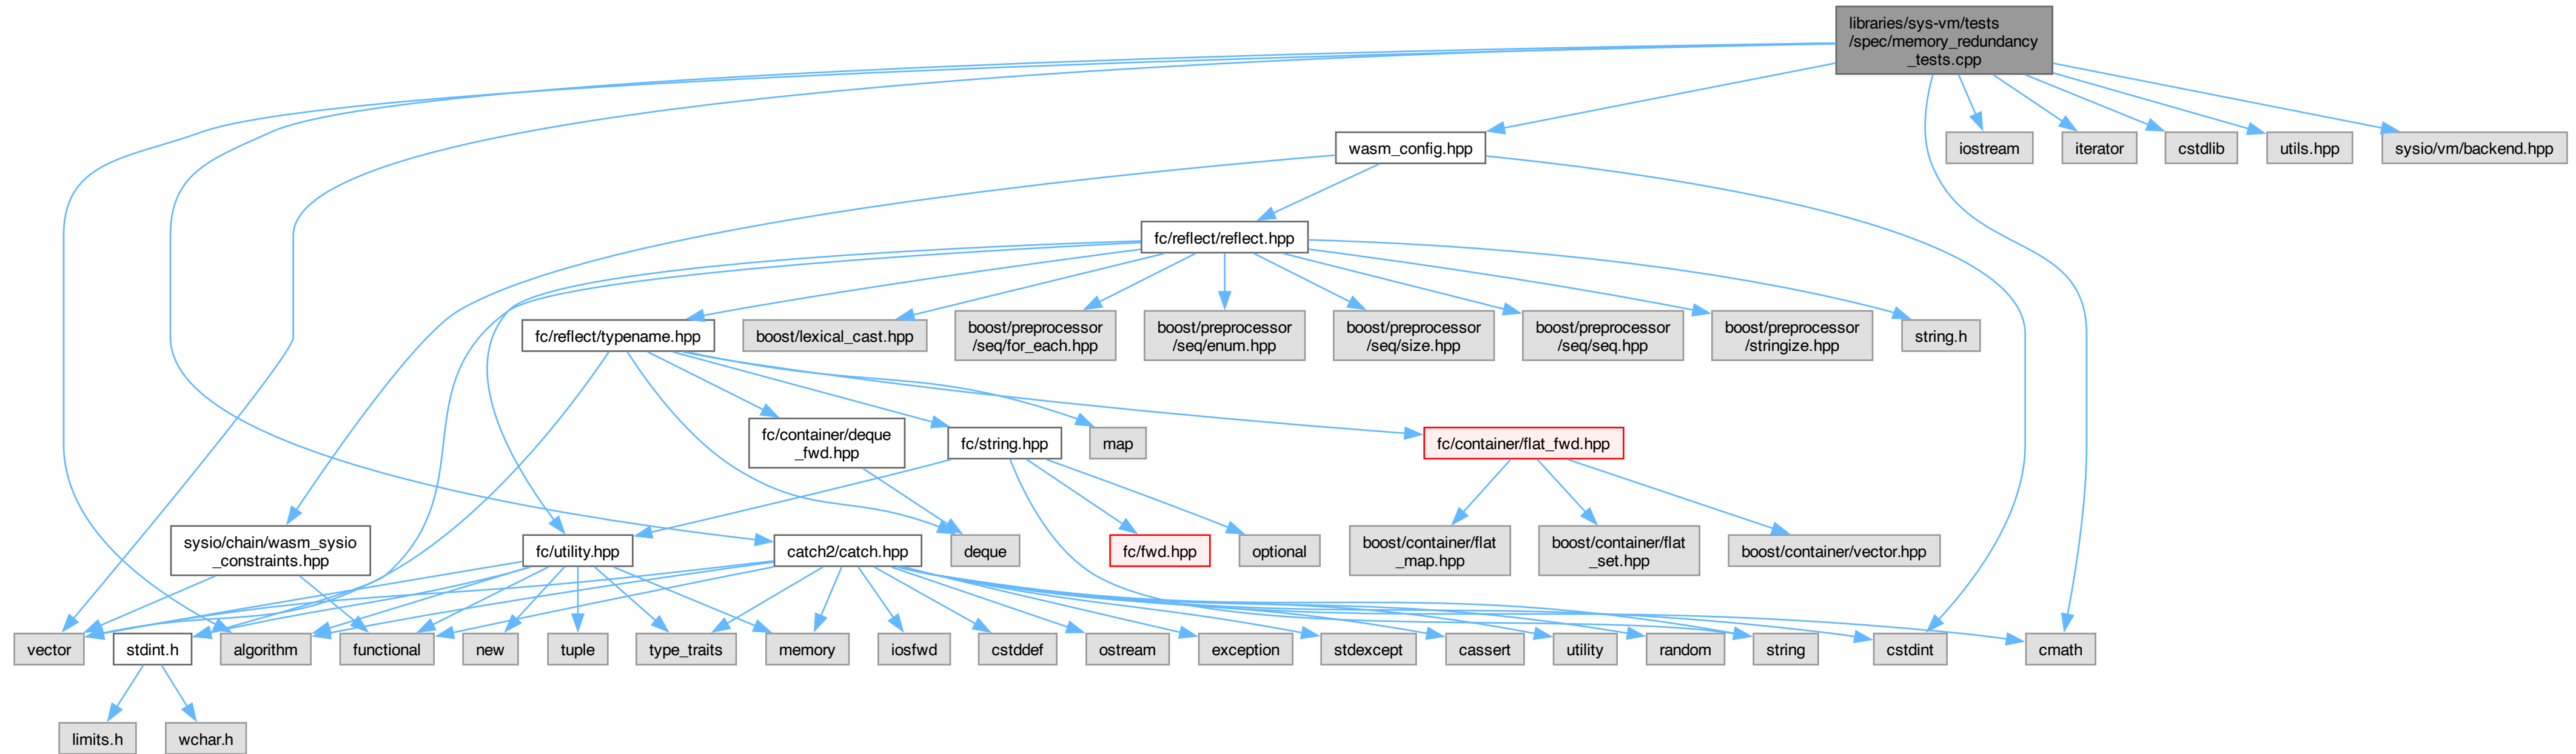 libraries/sys-vm/tests
/spec/memory_redundancy
_tests.cpp
wasm_config.hpp
iostream
iterator
cstdlib
utils.hpp
sysio/vm/backend.hpp
fc/reflect/reflect.hpp
fc/reflect/typename.hpp
boost/lexical_cast.hpp
boost/preprocessor
/seq/for_each.hpp
boost/preprocessor
/seq/enum.hpp
boost/preprocessor
/seq/size.hpp
boost/preprocessor
/seq/seq.hpp
boost/preprocessor
/stringize.hpp
string.h
fc/container/deque
_fwd.hpp
fc/string.hpp
map
fc/container/flat_fwd.hpp
sysio/chain/wasm_sysio
_constraints.hpp
fc/utility.hpp
catch2/catch.hpp
deque
fc/fwd.hpp
optional
boost/container/flat
_map.hpp
boost/container/flat
_set.hpp
boost/container/vector.hpp
vector
stdint.h
algorithm
functional
new
tuple
type_traits
memory
iosfwd
cstddef
ostream
exception
stdexcept
cassert
utility
random
string
cstdint
cmath
limits.h
wchar.h